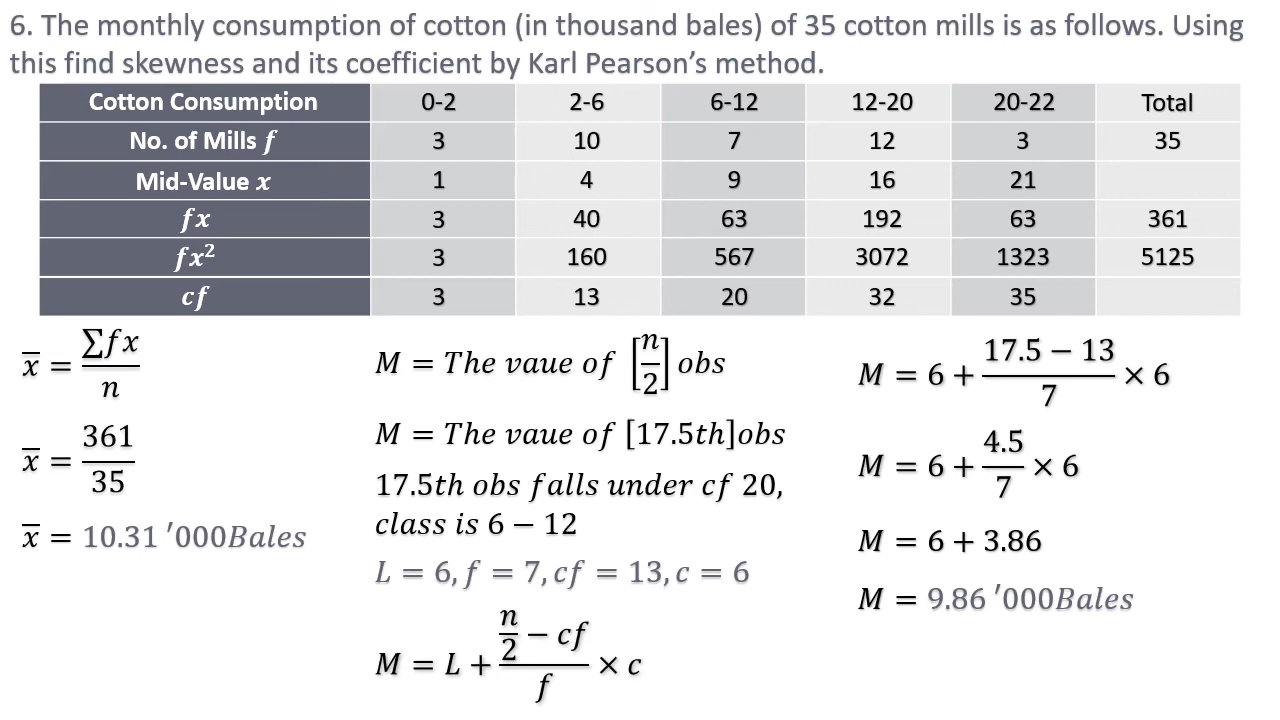 6. The monthly consumption of cotton (in thousand bales) of 35 cotton mills is as follows. Using
this find skewness and its coefficient by Karl Pearson’s method.
Cotton Consumption 0-2 2-6 6-12 12-20 20-22 Total
No. of Mills f 3 10 7 12 3 35
Mid-Value x 1 4 9 16 21
fx 3 40 63 192 63 361
fx² 3 160 567 3072 1323 5125
cf 3 13 20 32 35
x̅ = ∑fx / n
x̅ = 361 / 35
x̅ = 10.31 ′000Bales
M = The vaue of [n/2] obs
M = The vaue of [17.5th]obs
17.5th obs falls under cf 20,
class is 6 − 12
L = 6, f = 7, cf = 13, c = 6
M = L + (n/2 − cf) / f × c
M = 6 + (17.5 − 13) / 7 × 6
M = 6 + 4.5 / 7 × 6
M = 6 + 3.86
M = 9.86 ′000Bales